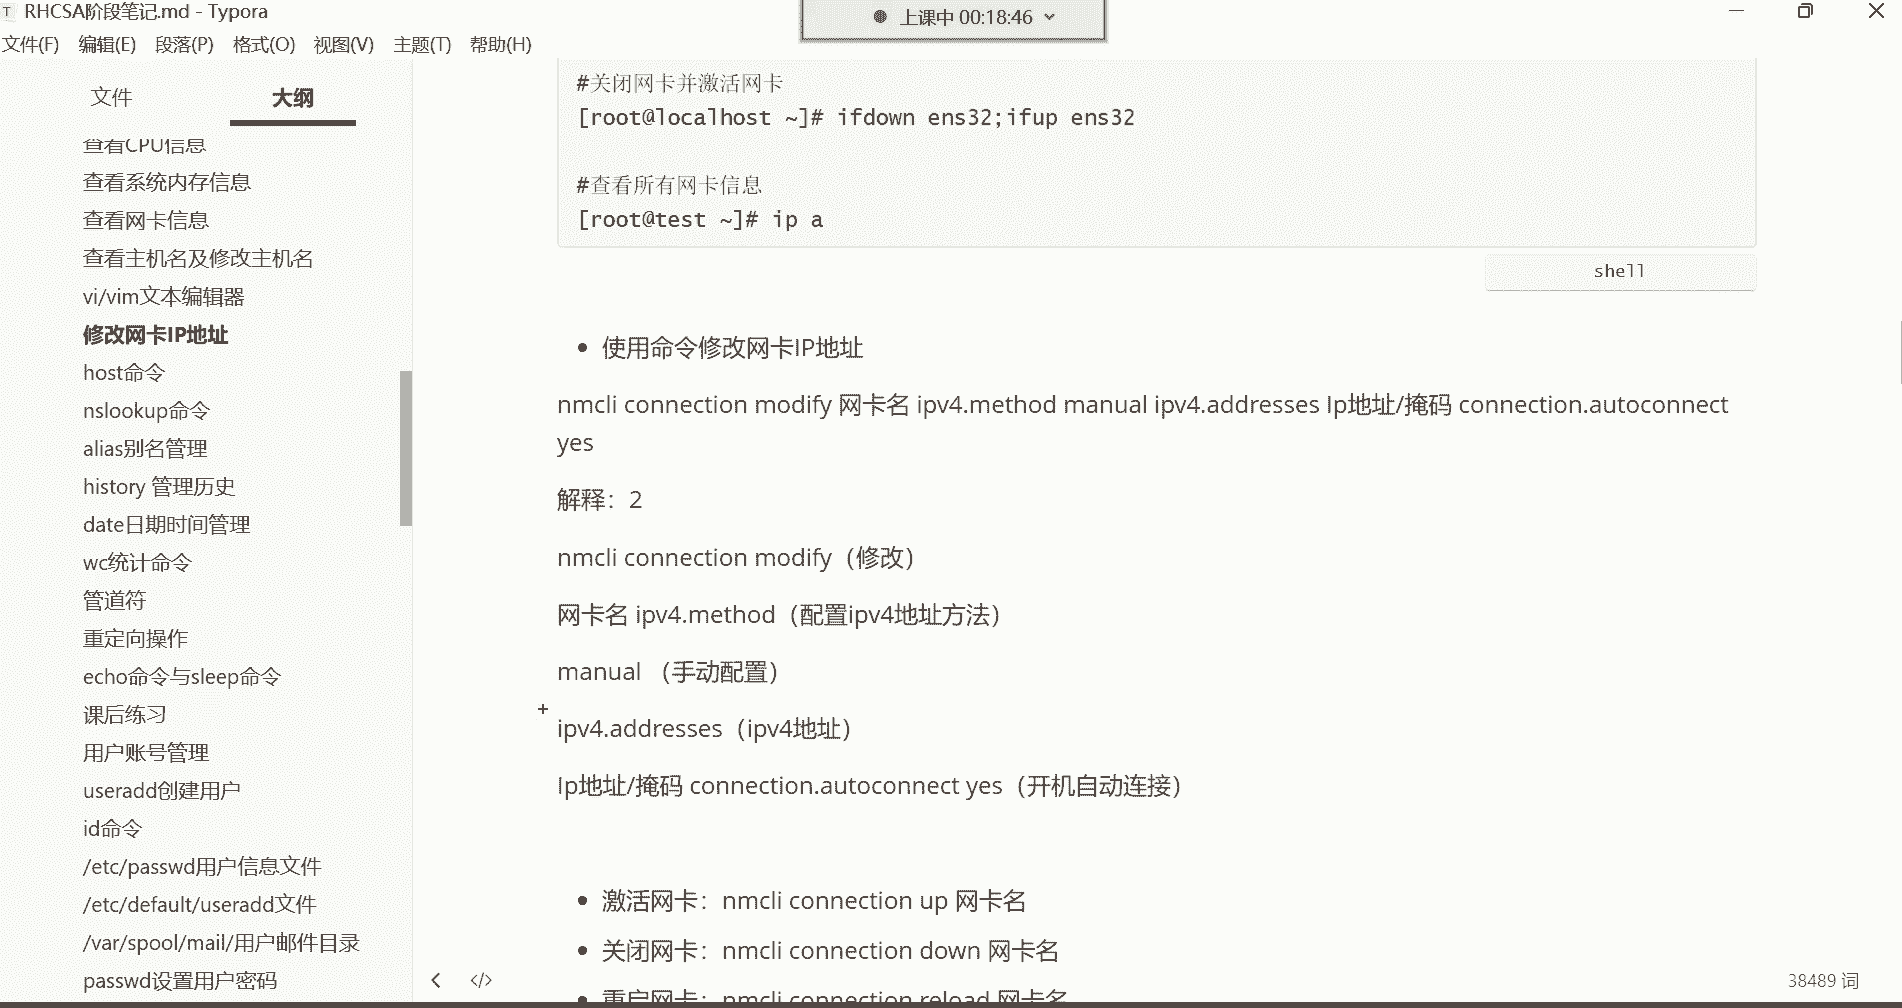 T RHCSA阶段笔记.md - Typora
上课中 00:18:46
文件(F) 编辑(E) 段落(P) 格式(O) 视图(V) 主题(T) 帮助(H)
文件 大纲
查看CPU信息
查看系统内存信息
查看网卡信息
查看主机名及修改主机名
vi/vim文本编辑器
修改网卡IP地址
host命令
nslookup命令
alias别名管理
history 管理历史
date日期时间管理
wc统计命令
管道符
重定向操作
echo命令与sleep命令
课后练习
用户账号管理
useradd创建用户
id命令
/etc/passwd用户信息文件
/etc/default/useradd文件
/var/spool/mail/用户邮件目录
passwd设置用户密码
#关闭网卡并激活网卡
[root@localhost ~]# ifdown ens32;ifup ens32
#查看所有网卡信息
[root@test ~]# ip a
shell
使用命令修改网卡IP地址
nmcli connection modify 网卡名 ipv4.method manual ipv4.addresses Ip地址/掩码 connection.autoconnect
yes
解释：2
nmcli connection modify（修改）
网卡名 ipv4.method（配置ipv4地址方法）
manual （手动配置）
ipv4.addresses（ipv4地址）
Ip地址/掩码 connection.autoconnect yes（开机自动连接）
激活网卡：nmcli connection up 网卡名
关闭网卡：nmcli connection down 网卡名
重启网卡：nmcli connection reload 网卡名
38489 词